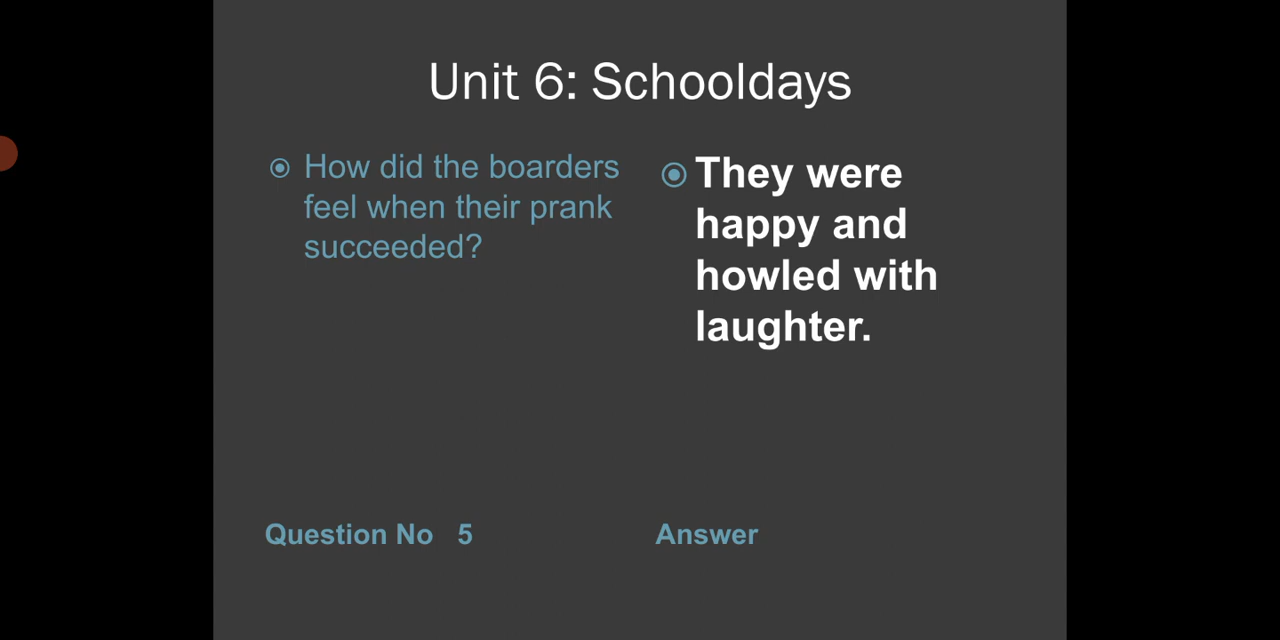 Unit 6: Schooldays
How did the boarders
feel when their prank
succeeded?
They were
happy and
howled with
laughter.
Question No 5
Answer